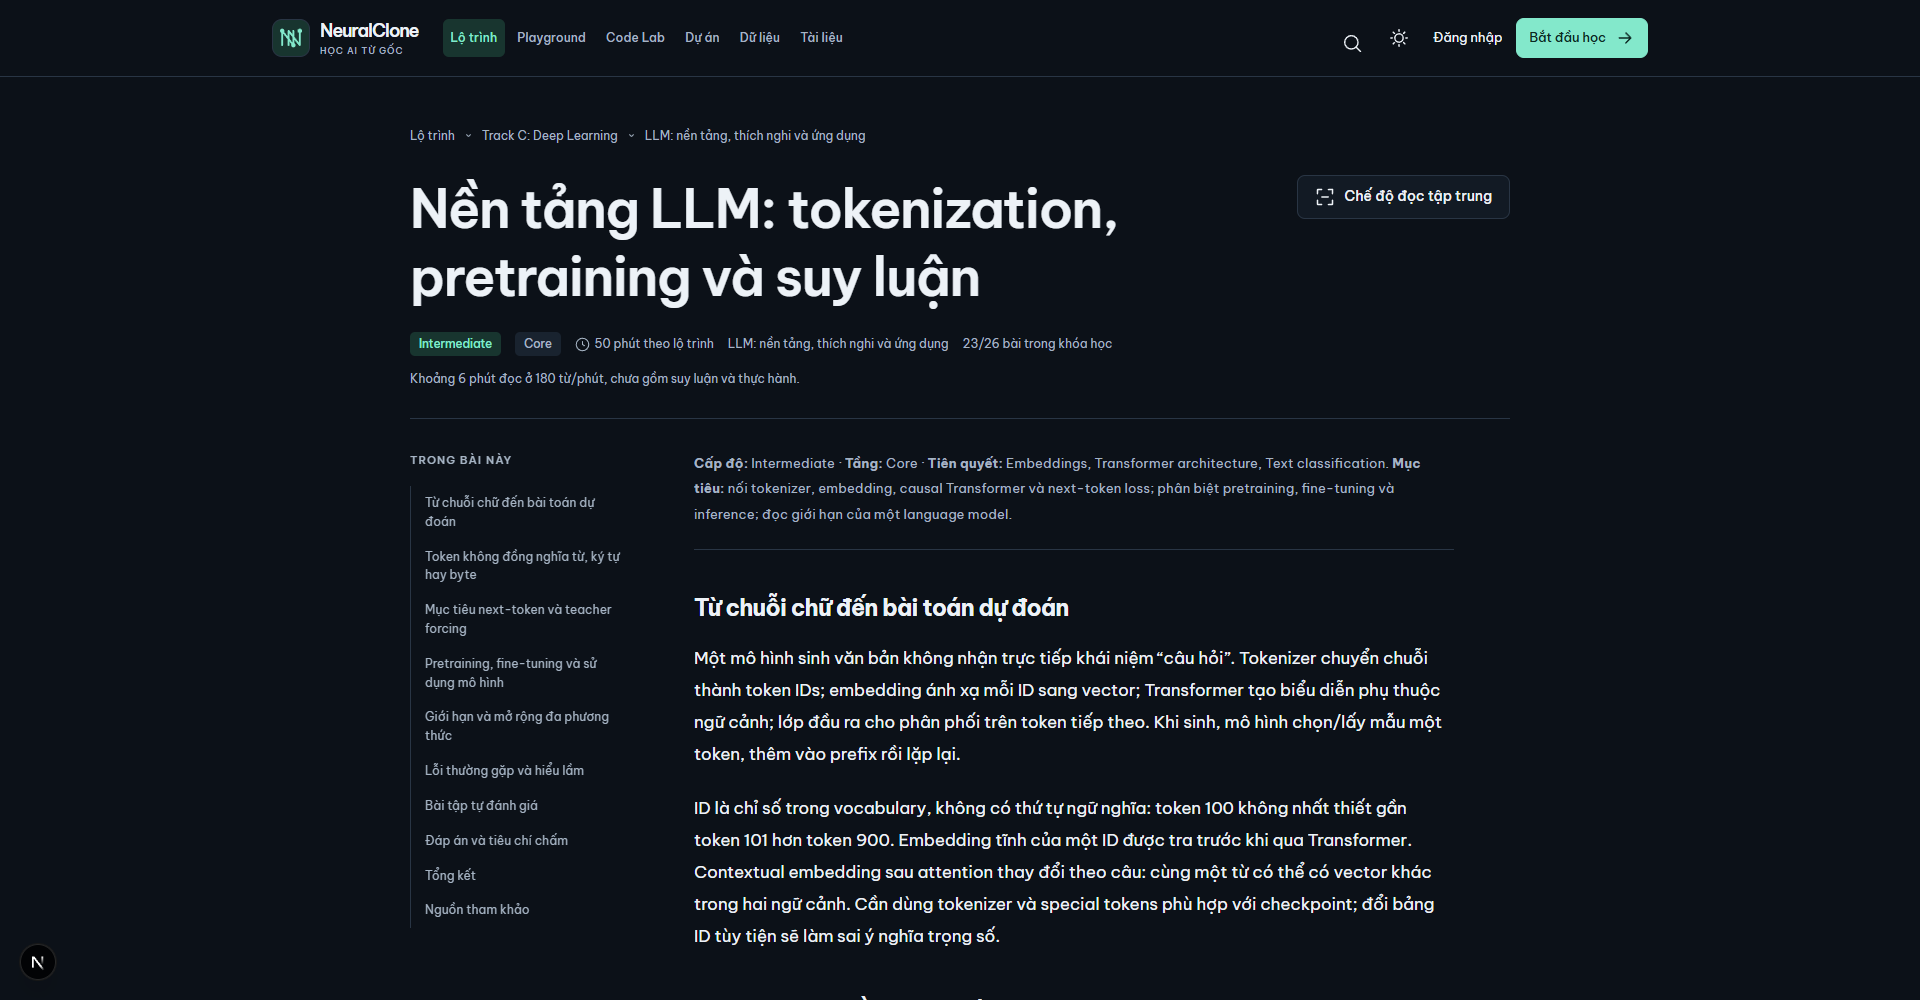 NeuralClone
HỌC AI TỪ GỐC
Lộ trình
Playground
Code Lab
Dự án
Dữ liệu
Tài liệu
Đăng nhập
Bắt đầu học
Lộ trình
Track C: Deep Learning
LLM: nền tảng, thích nghi và ứng dụng
Nền tảng LLM: tokenization,
pretraining và suy luận
Chế độ đọc tập trung
Intermediate
Core
50 phút theo lộ trình
LLM: nền tảng, thích nghi và ứng dụng
23/26 bài trong khóa học
Khoảng 6 phút đọc ở 180 từ/phút, chưa gồm suy luận và thực hành.
TRONG BÀI NÀY
Từ chuỗi chữ đến bài toán dự
đoán
Token không đồng nghĩa từ, ký tự
hay byte
Mục tiêu next-token và teacher
forcing
Pretraining, fine-tuning và sử
dụng mô hình
Giới hạn và mở rộng đa phương
thức
Lỗi thường gặp và hiểu lầm
Bài tập tự đánh giá
Đáp án và tiêu chí chấm
Tổng kết
Nguồn tham khảo
Cấp độ: Intermediate · Tầng: Core · Tiên quyết: Embeddings, Transformer architecture, Text classification. Mục
tiêu: nối tokenizer, embedding, causal Transformer và next-token loss; phân biệt pretraining, fine-tuning và
inference; đọc giới hạn của một language model.
Từ chuỗi chữ đến bài toán dự đoán
Một mô hình sinh văn bản không nhận trực tiếp khái niệm “câu hỏi”. Tokenizer chuyển chuỗi
thành token IDs; embedding ánh xạ mỗi ID sang vector; Transformer tạo biểu diễn phụ thuộc
ngữ cảnh; lớp đầu ra cho phân phối trên token tiếp theo. Khi sinh, mô hình chọn/lấy mẫu một
token, thêm vào prefix rồi lặp lại.
ID là chỉ số trong vocabulary, không có thứ tự ngữ nghĩa: token 100 không nhất thiết gần
token 101 hơn token 900. Embedding tĩnh của một ID được tra trước khi qua Transformer.
Contextual embedding sau attention thay đổi theo câu: cùng một từ có thể có vector khác
trong hai ngữ cảnh. Cần dùng tokenizer và special tokens phù hợp với checkpoint; đổi bảng
ID tùy tiện sẽ làm sai ý nghĩa trọng số.